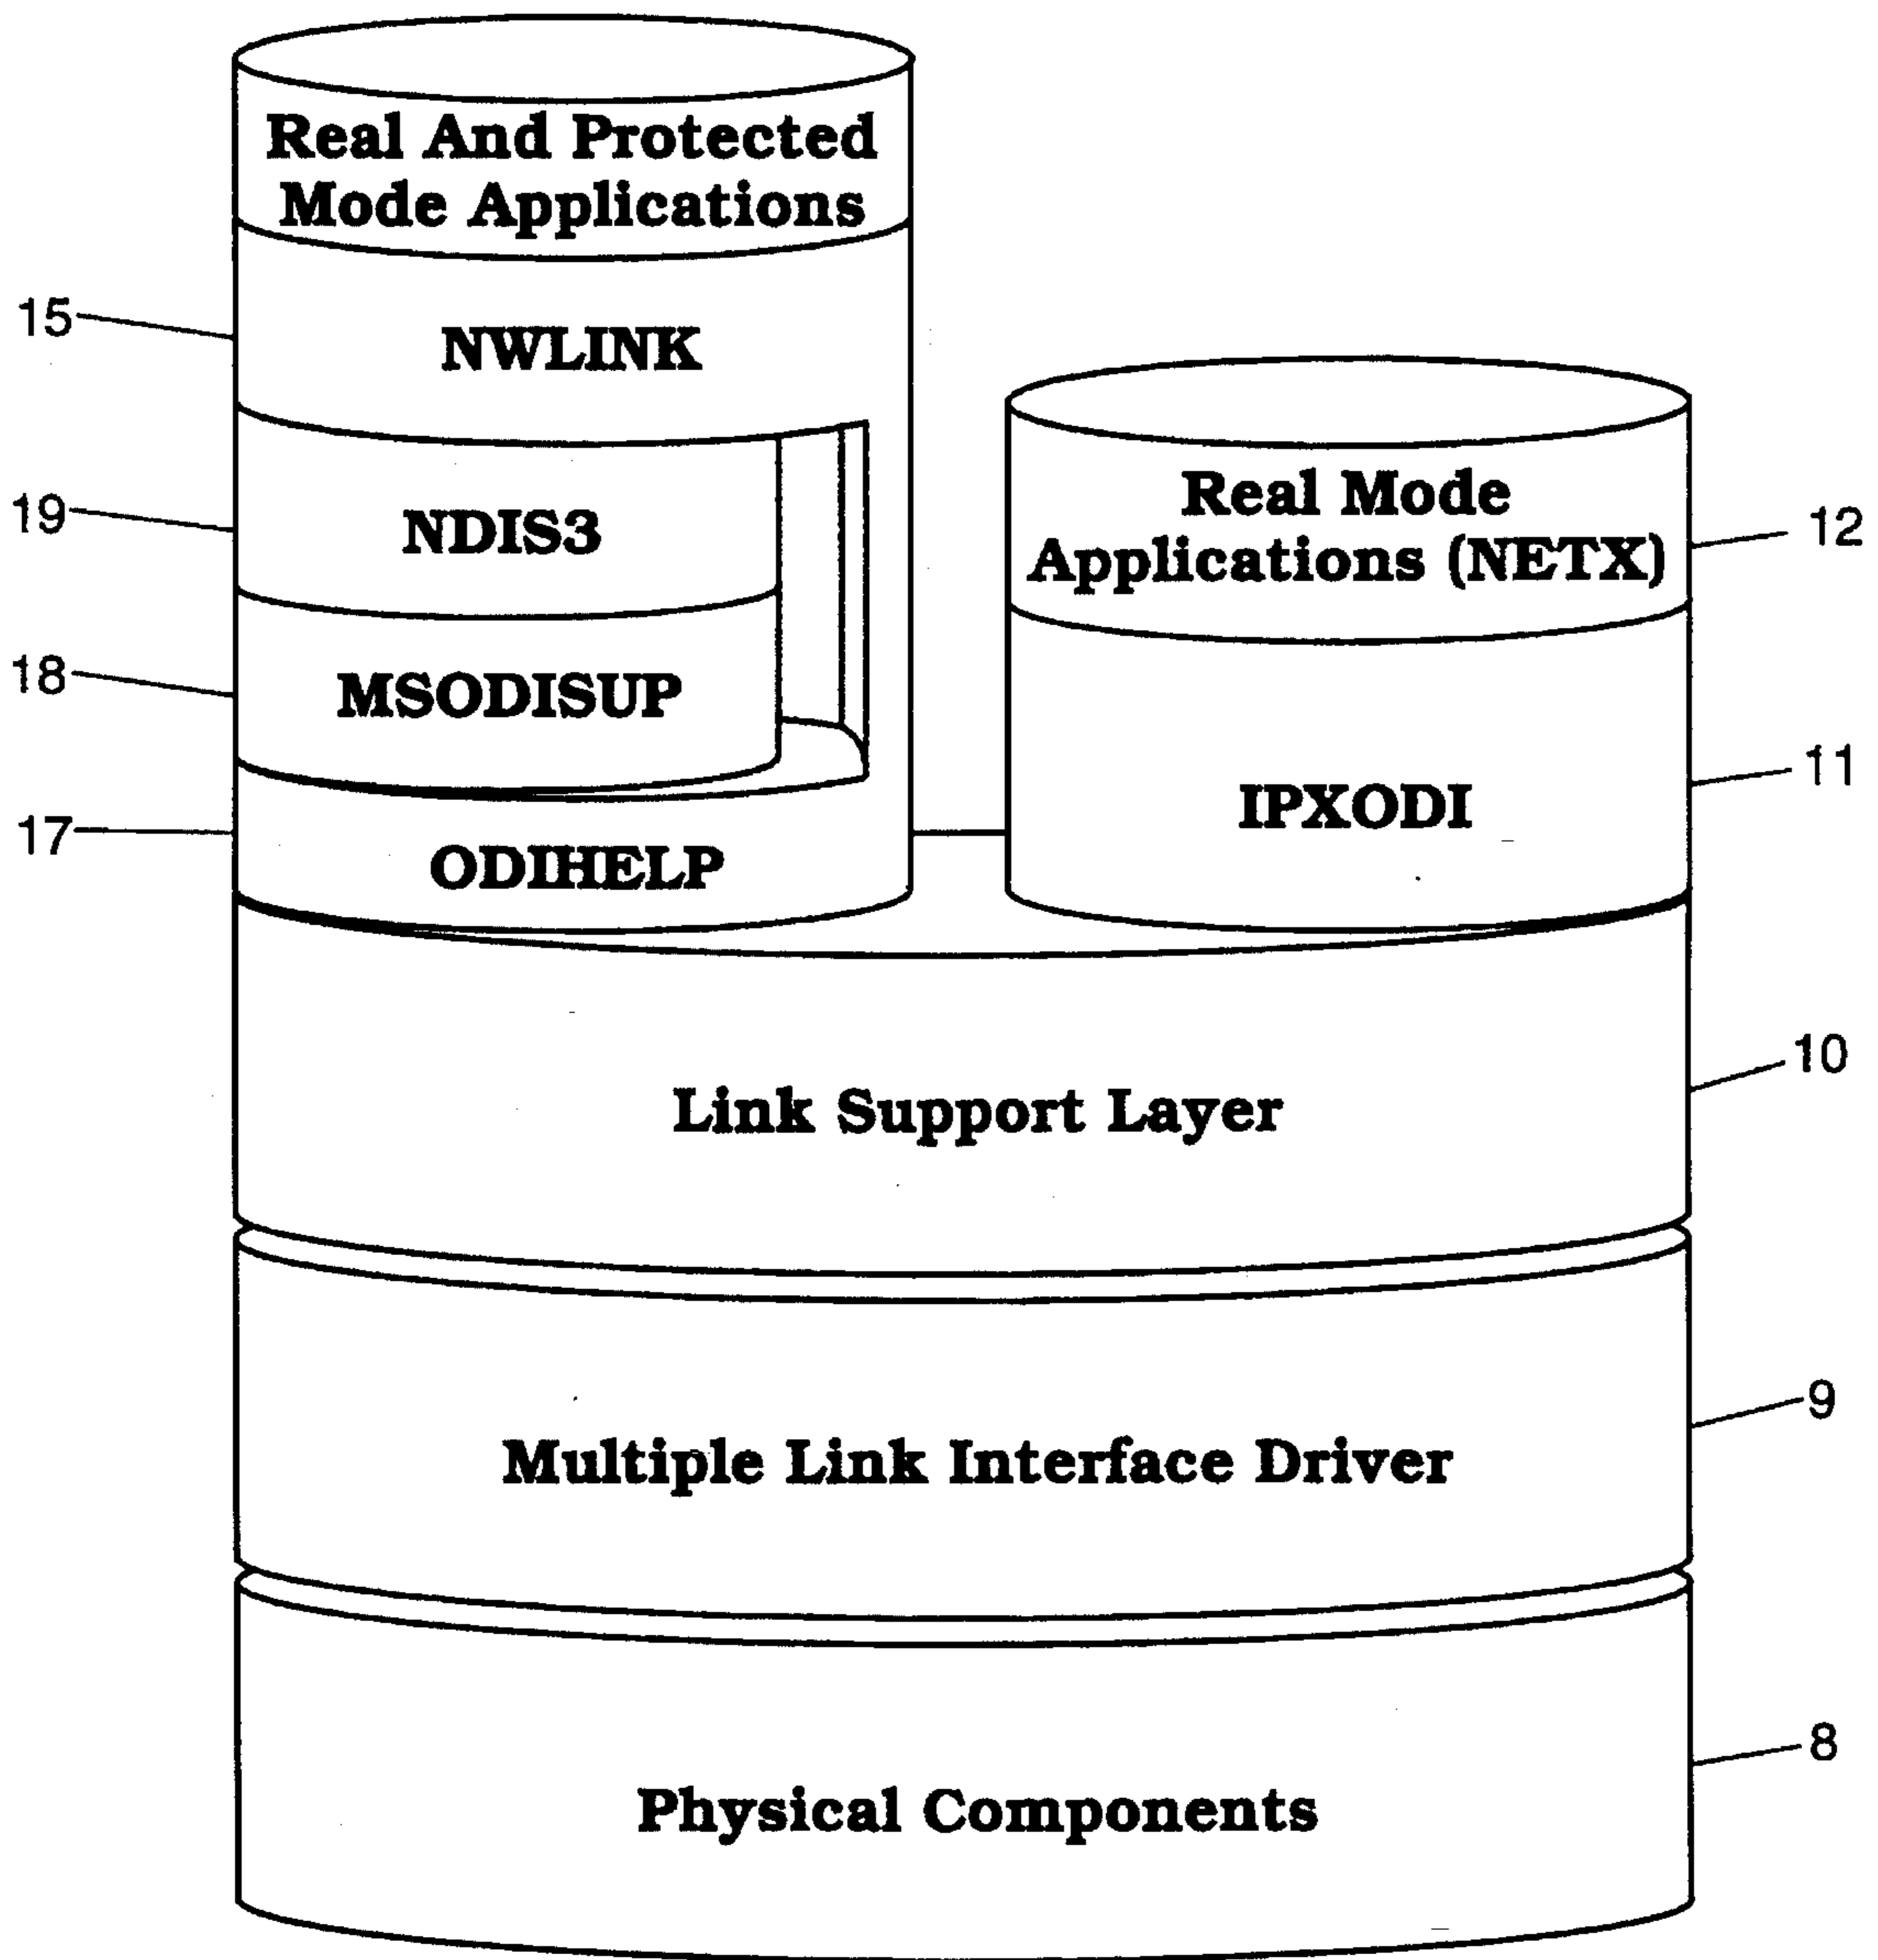 Real And Protected
Mode Applications
15
NWLINK
19
NDIS3
Real Mode
Applications (NETX)
12
18
MSODISUP
11
IPXODI
17
ODIHELP
10
Link Support Layer
9
Multiple Link Interface Driver
8
Physical Components